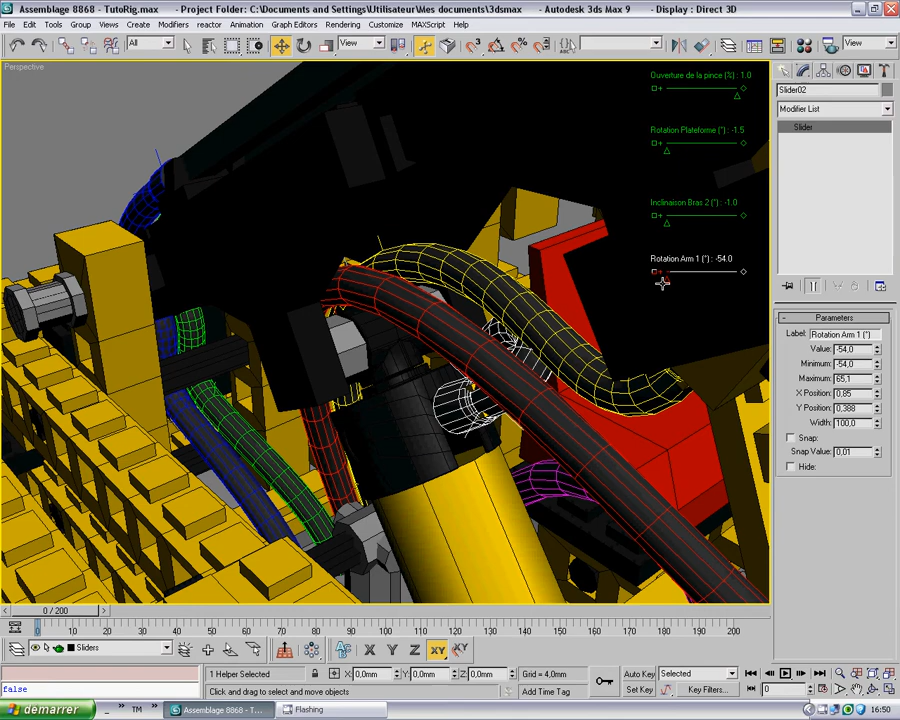 Assemblage 8868 - TutoRig.max - Project Folder: C:\Documents and Settings\Utilisateur\Mes documents\3dsmax - Autodesk 3ds Max 9 - Display : Direct 3D
File Edit Tools Group Views Create Modifiers reactor Animation Graph Editors Rendering Customize MAXScript Help
All View View
Perspective
Ouverture de la pince (%) : 1.0
Rotation Plateforme (°) : -1.5
Inclinaison Bras 2 (°) : -1.0
Rotation Arm 1 (°) : -54.0
Slider02
Modifier List
Slider
- Parameters
Label: Rotation Arm 1 (°)
Value: -54,0
Minimum: -54,0
Maximum: 65,1
X Position: 0,85
Y Position: 0,388
Width: 100,0
Snap:
Snap Value: 0,01
Hide:
< 0 / 200 >
0 10 20 30 40 50 60 70 80 90 100 110 120 130 140 150 160 170 180 190 200
Sliders X Y Z XY XY
1 Helper Selected X: 0,0mm Y: 0,0mm Z: 0,0mm Grid = 4,0mm Auto Key Selected
false Click and drag to select and move objects Add Time Tag Set Key Key Filters... 0
démarrer TM Assemblage 8868 - T... Flashing 16:50